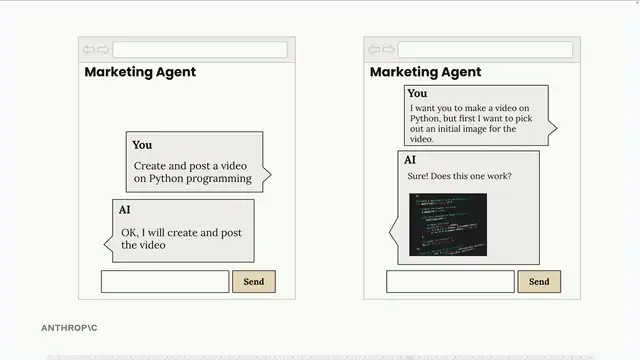 Marketing Agent
You
Create and post a video
on Python programming
AI
OK, I will create and post
the video
Send
Marketing Agent
You
I want you to make a video on
Python, but first I want to pick
out an initial image for the
video.
AI
Sure! Does this one work?
Send
ANTHROP\C